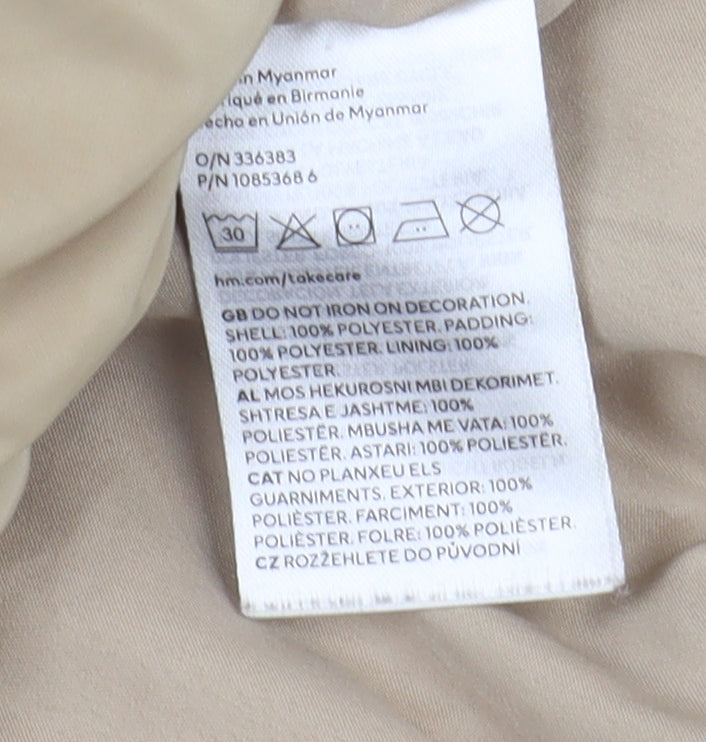 in Myanmar
iqué en Birmanie
echo en Unión de Myanmar
O/N 336383
P/N 1085368 6
30
hm.com/takecare
GB DO NOT IRON ON DECORATION.
SHELL: 100% POLYESTER. PADDING:
100% POLYESTER. LINING: 100%
POLYESTER.
AL MOS HEKUROSNI MBI DEKORIMET.
SHTRESA E JASHTME: 100%
POLIESTËR. MBUSHA ME VATA: 100%
POLIESTËR. ASTARI: 100% POLIESTËR.
CAT NO PLANXEU ELS
GUARNIMENTS. EXTERIOR: 100%
POLIÈSTER. FARCIMENT: 100%
POLIÈSTER. FOLRE: 100% POLIÈSTER.
CZ ROZŽEHLETE DO PŮVODNÍ